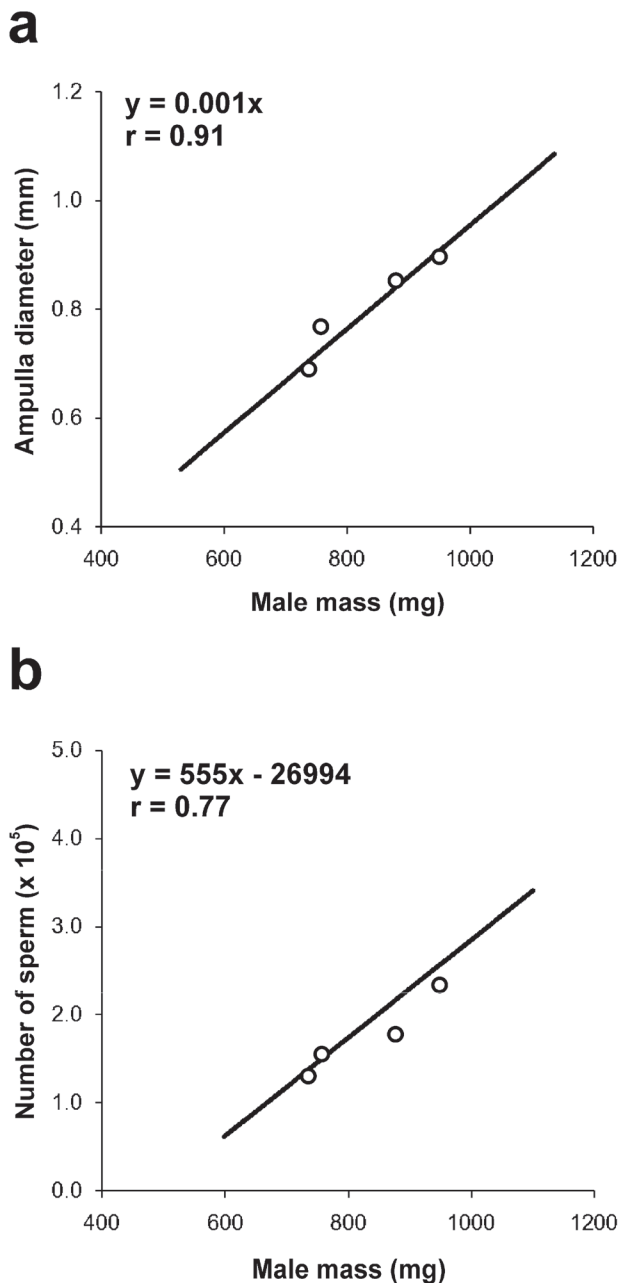 a
y = 0.001x
r = 0.91
1.2
1.0
0.8
0.6
0.4
Ampulla diameter (mm)
400 600 800 1000 1200
Male mass (mg)
b
y = 555x - 26994
r = 0.77
5.0
4.0
3.0
2.0
1.0
0.0
Number of sperm (x 10⁵)
400 600 800 1000 1200
Male mass (mg)